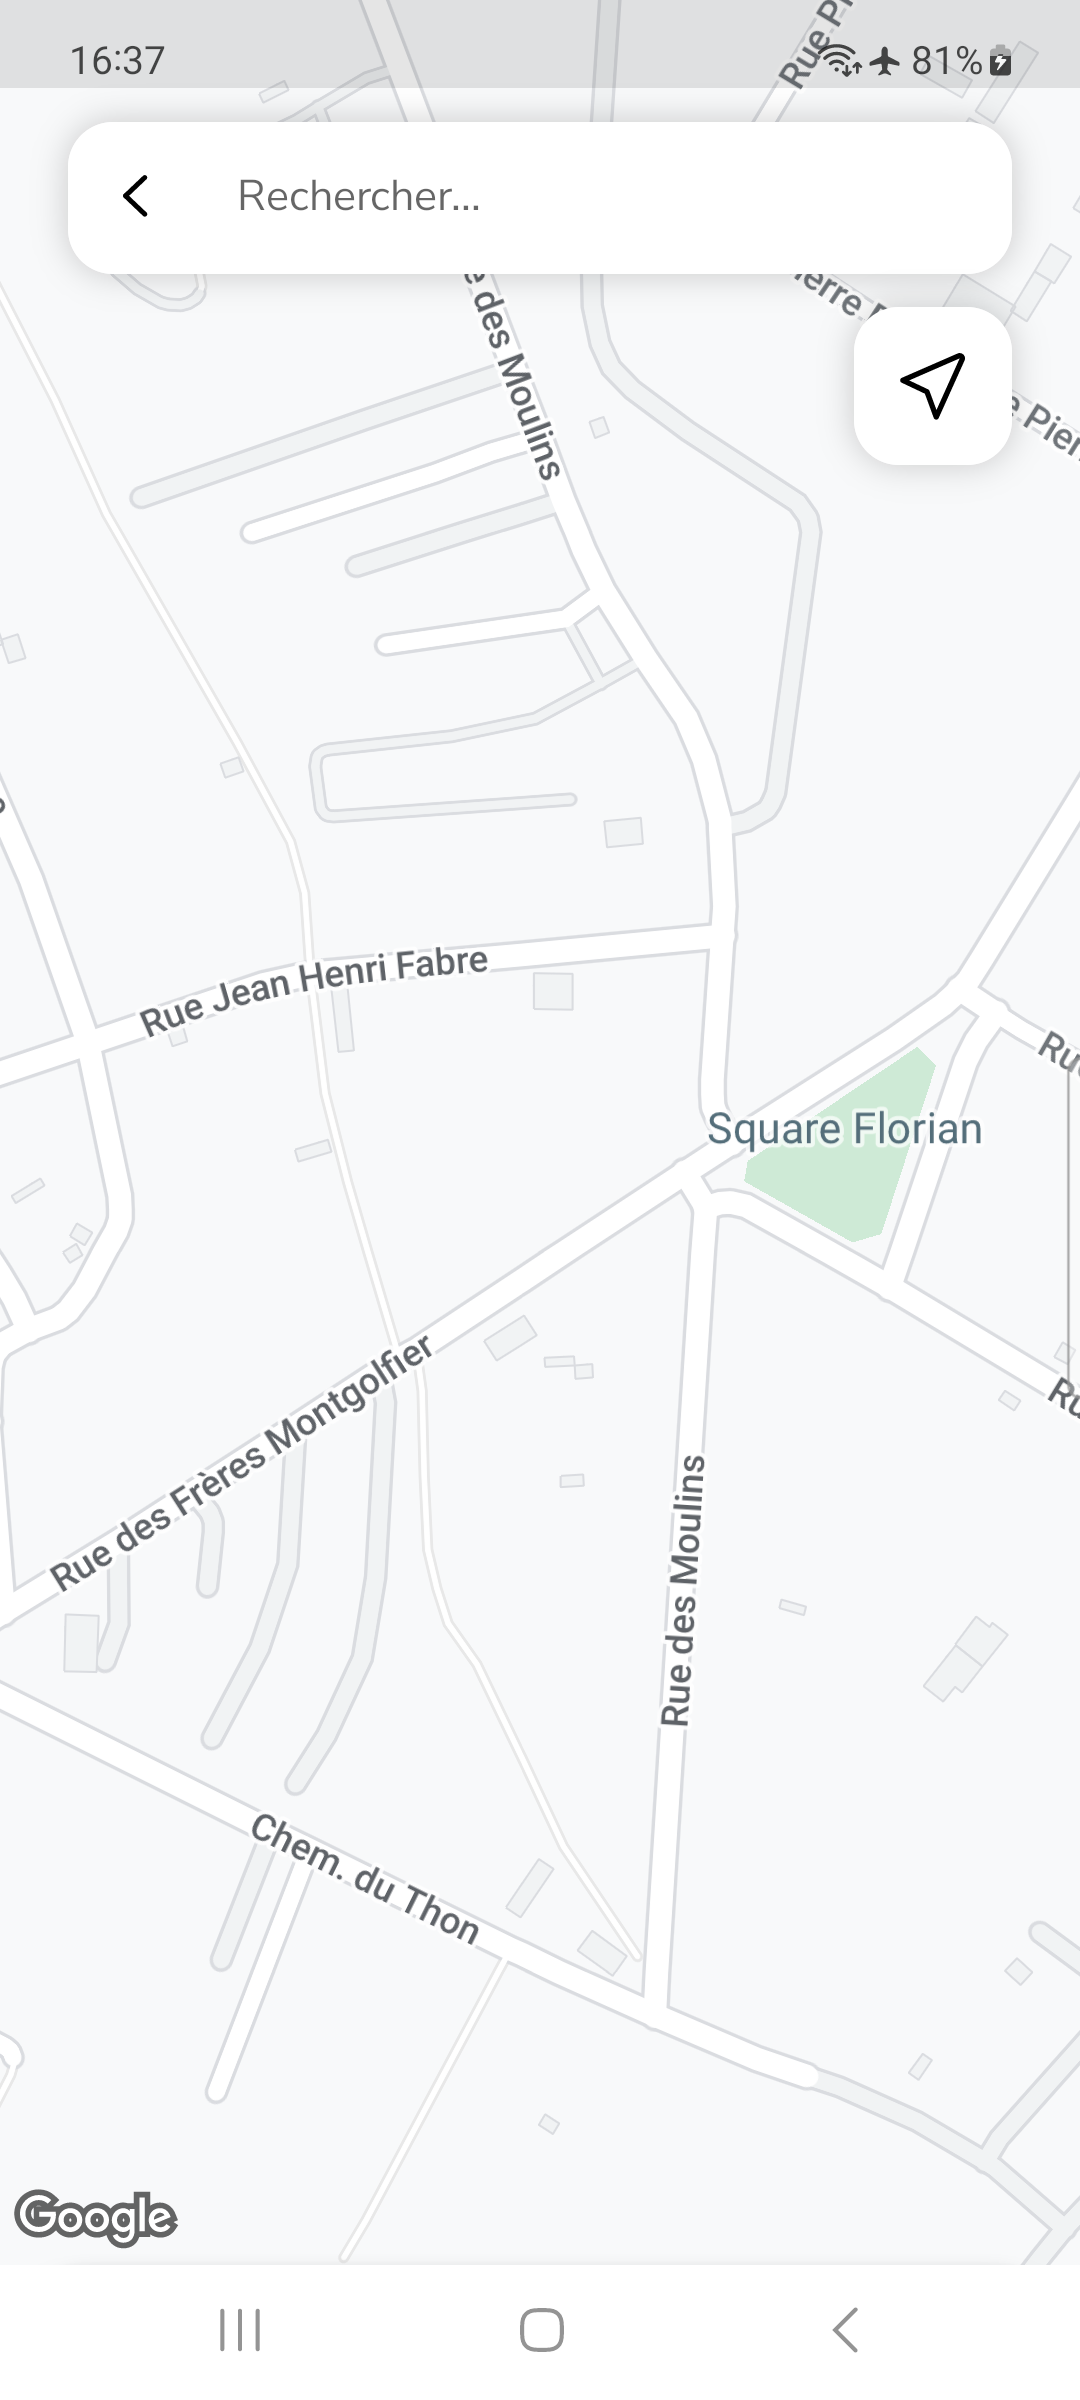 16:37
81%
Rechercher...
des Moulins
Rue Jean Henri Fabre
Square Florian
Rue des Frères Montgolfier
Rue des Moulins
Chem. du Thon
Google